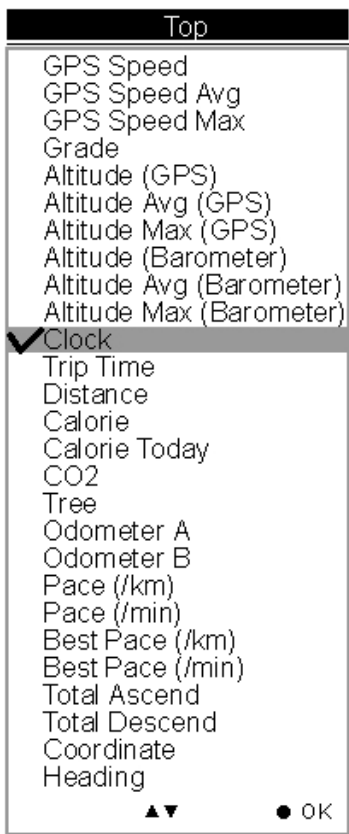 Top
GPS Speed
GPS Speed Avg
GPS Speed Max
Grade
Altitude (GPS)
Altitude Avg (GPS)
Altitude Max (GPS)
Altitude (Barometer)
Altitude Avg (Barometer)
Altitude Max (Barometer)
Clock
Trip Time
Distance
Calorie
Calorie Today
CO2
Tree
Odometer A
Odometer B
Pace (/km)
Pace (/min)
Best Pace (/km)
Best Pace (/min)
Total Ascend
Total Descend
Coordinate
Heading
▲▼ ● OK